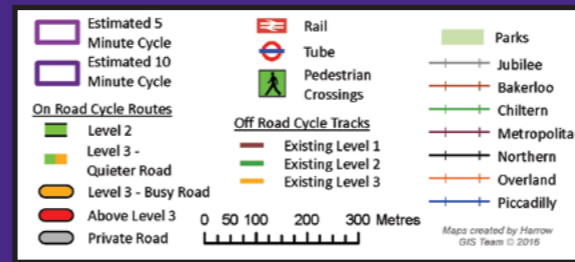 Estimated 5
Minute Cycle
Estimated 10
Minute Cycle
On Road Cycle Routes
Level 2
Level 3 -
Quieter Road
Level 3 - Busy Road
Above Level 3
Private Road
Rail
Tube
Pedestrian
Crossings
Off Road Cycle Tracks
Existing Level 1
Existing Level 2
Existing Level 3
0 50 100 200 300 Metres
Parks
Jubilee
Bakerloo
Chiltern
Metropolita
Northern
Overland
Piccadilly
Maps created by Harrow
GIS Team © 2016